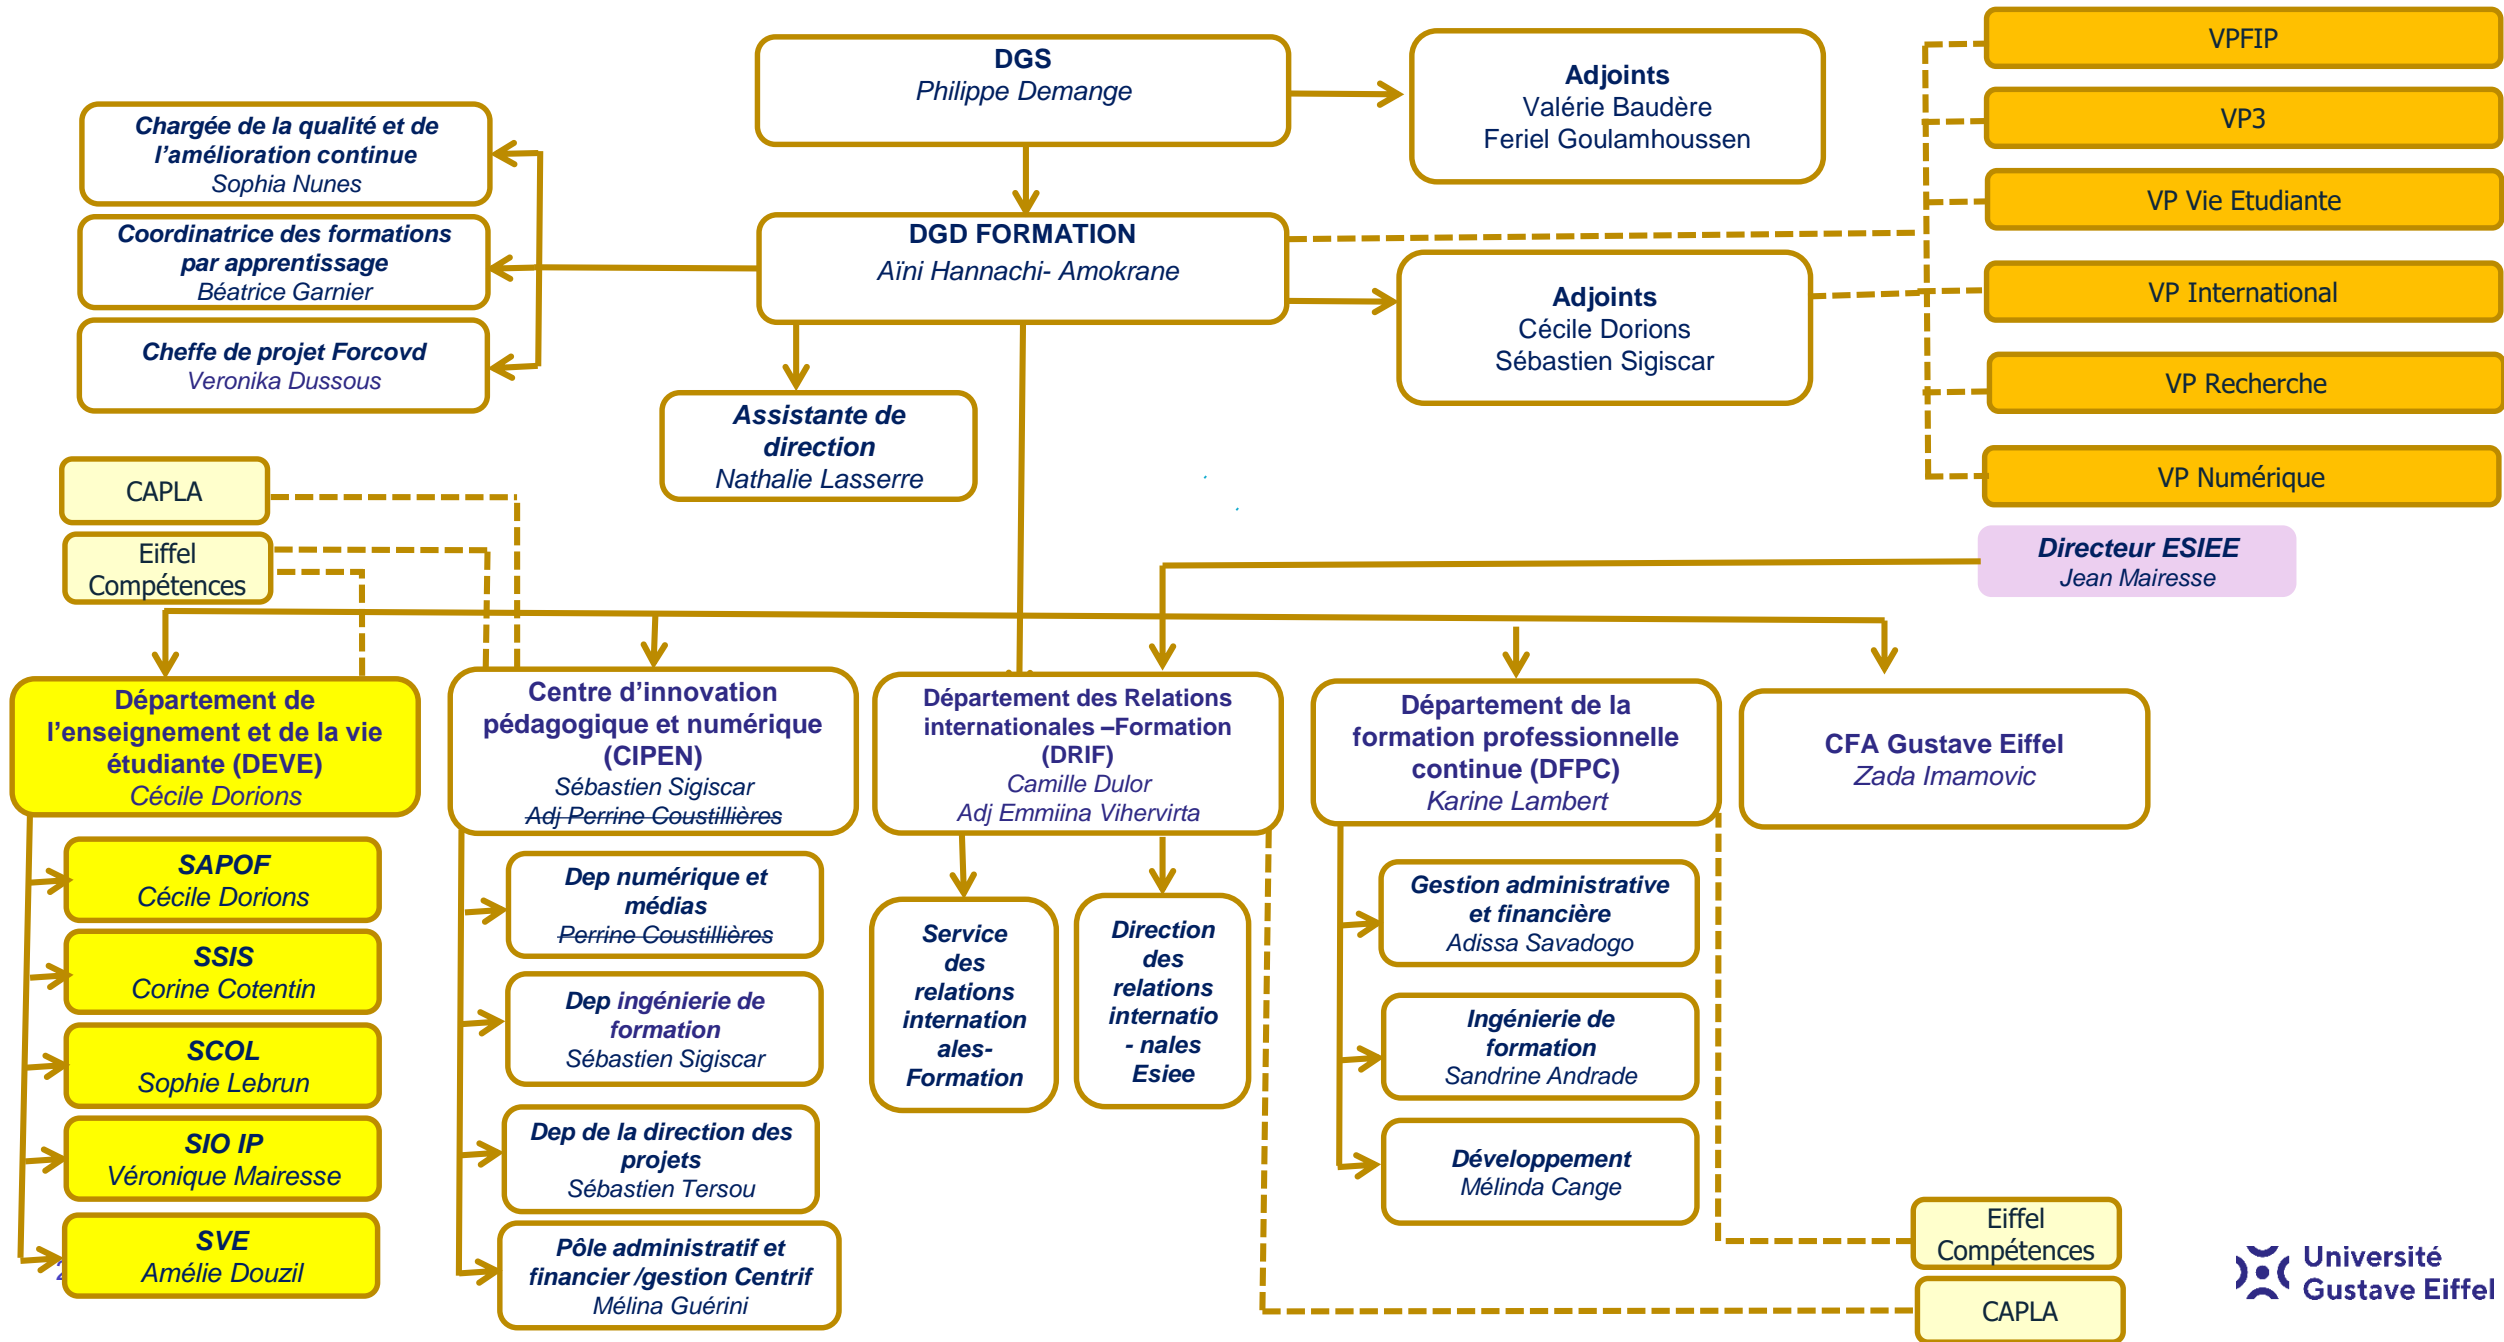 DGS
Philippe Demange
Adjoints
Valérie Baudère
Feriel Goulamhoussen
VPFIP
VP3
VP Vie Etudiante
VP International
VP Recherche
VP Numérique
Chargée de la qualité et de
l’amélioration continue
Sophia Nunes
Coordinatrice des formations
par apprentissage
Béatrice Garnier
Cheffe de projet Forcovd
Veronika Dussous
DGD FORMATION
Aïni Hannachi- Amokrane
Adjoints
Cécile Dorions
Sébastien Sigiscar
Assistante de
direction
Nathalie Lasserre
CAPLA
Eiffel
Compétences
Directeur ESIEE
Jean Mairesse
Département de
l’enseignement et de la vie
étudiante (DEVE)
Cécile Dorions
SAPOF
Cécile Dorions
SSIS
Corine Cotentin
SCOL
Sophie Lebrun
SIO IP
Véronique Mairesse
SVE
Amélie Douzil
Centre d’innovation
pédagogique et numérique
(CIPEN)
Sébastien Sigiscar
Adj Perrine Coustillières
Dep numérique et
médias
Perrine Coustillières
Dep ingénierie de
formation
Sébastien Sigiscar
Dep de la direction des
projets
Sébastien Tersou
Pôle administratif et
financier /gestion Centrif
Mélina Guérini
Département des Relations
internationales –Formation
(DRIF)
Camille Dulor
Adj Emmiina Vihervirta
Service
des
relations
internation
ales-
Formation
Direction
des
relations
internatio
- nales
Esiee
Département de la
formation professionnelle
continue (DFPC)
Karine Lambert
Gestion administrative
et financière
Adissa Savadogo
Ingénierie de
formation
Sandrine Andrade
Développement
Mélinda Cange
CFA Gustave Eiffel
Zada Imamovic
Eiffel
Compétences
CAPLA
Université
Gustave Eiffel